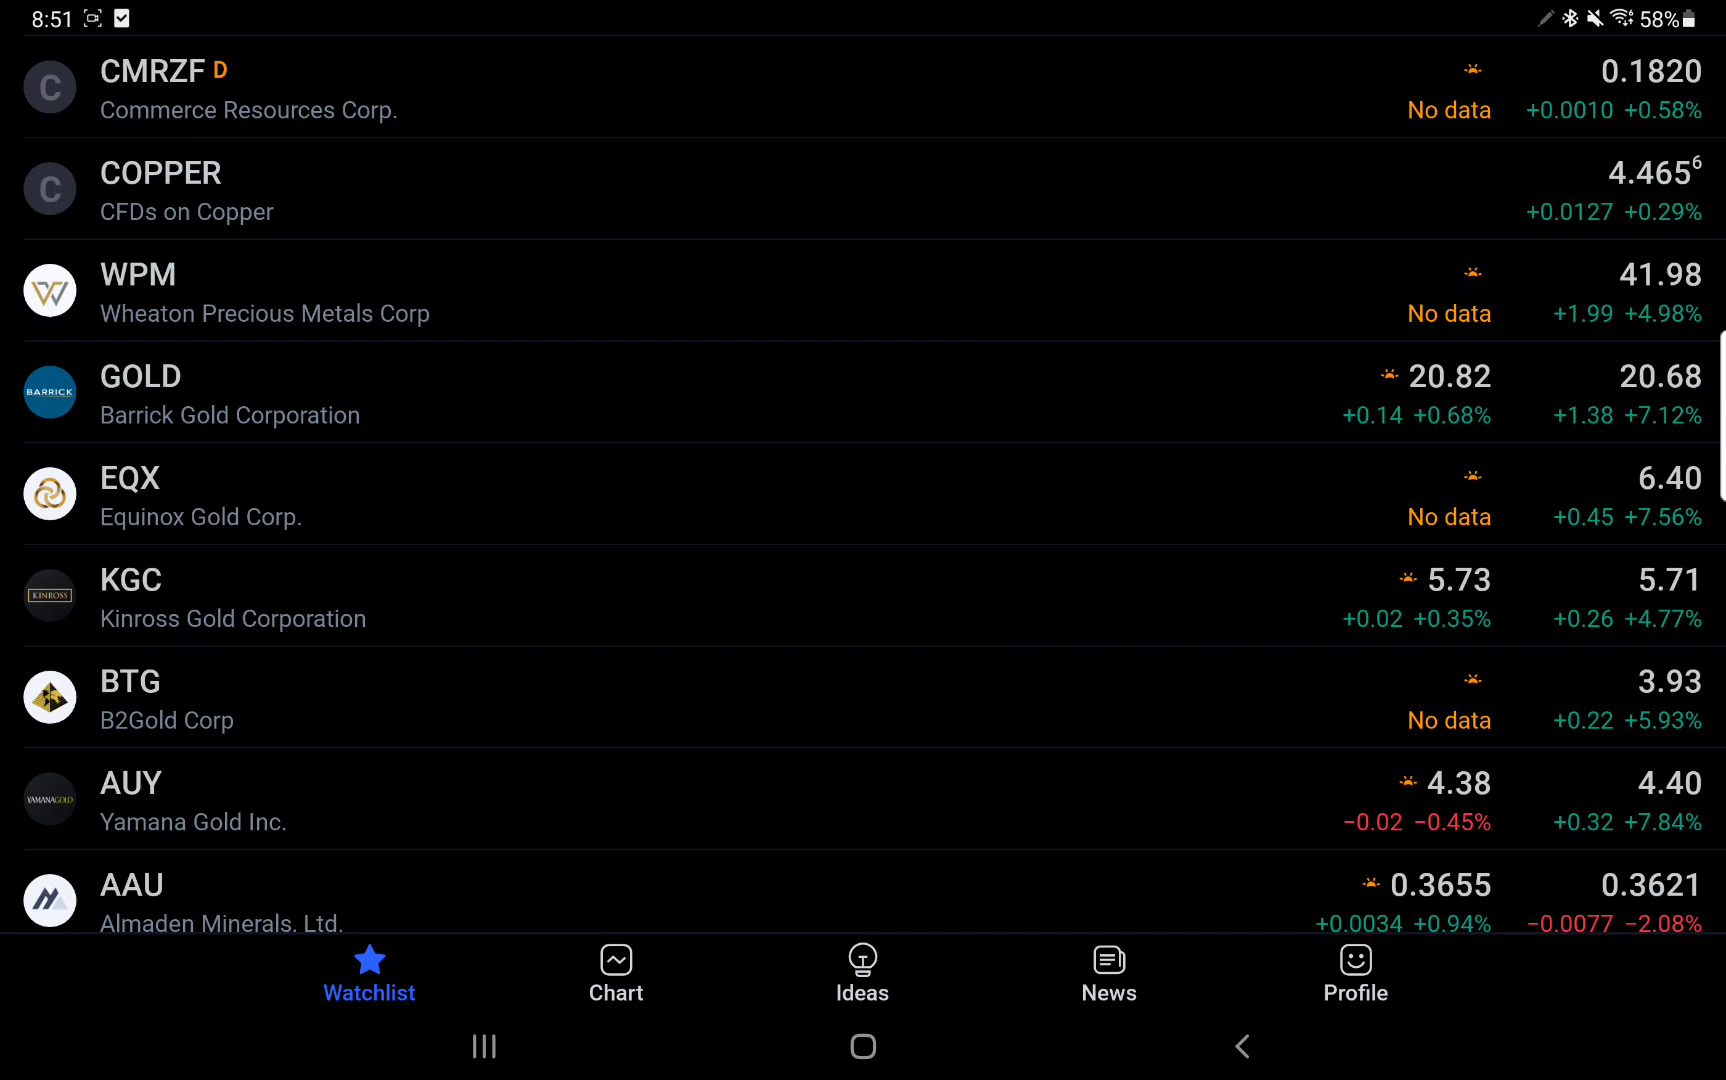 8:51 58%
C CMRZF D 0.1820
Commerce Resources Corp. No data +0.0010 +0.58%
C COPPER 4.465⁶
CFDs on Copper +0.0127 +0.29%
WPM 41.98
Wheaton Precious Metals Corp No data +1.99 +4.98%
BARRICK GOLD 20.82 20.68
Barrick Gold Corporation +0.14 +0.68% +1.38 +7.12%
EQX 6.40
Equinox Gold Corp. No data +0.45 +7.56%
KINROSS KGC 5.73 5.71
Kinross Gold Corporation +0.02 +0.35% +0.26 +4.77%
BTG 3.93
B2Gold Corp No data +0.22 +5.93%
YAMANAGOLD AUY 4.38 4.40
Yamana Gold Inc. −0.02 −0.45% +0.32 +7.84%
AAU 0.3655 0.3621
Almaden Minerals. Ltd. +0.0034 +0.94% −0.0077 −2.08%
Watchlist Chart Ideas News Profile